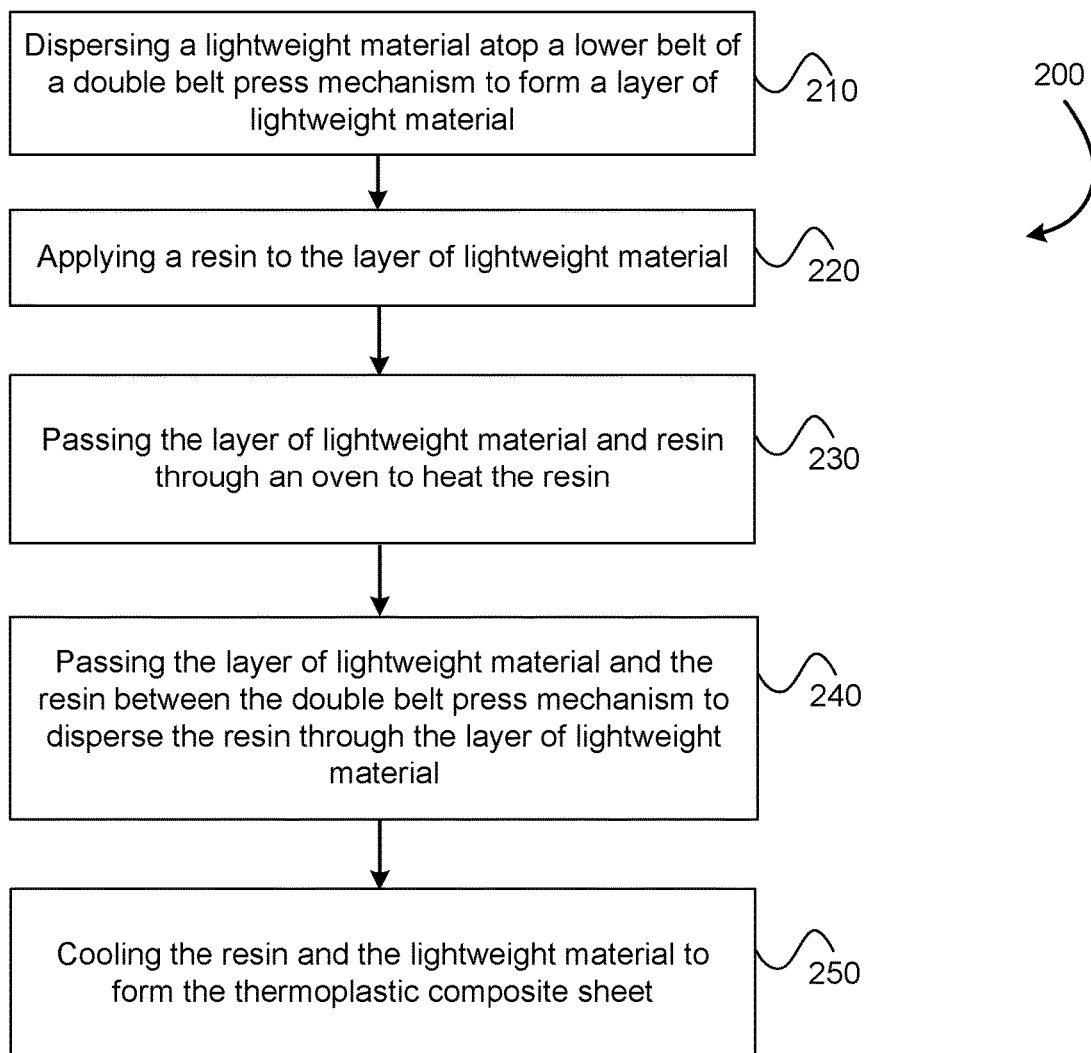 Dispersing a lightweight material atop a lower belt of
a double belt press mechanism to form a layer of
lightweight material
210
200
Applying a resin to the layer of lightweight material
220
Passing the layer of lightweight material and resin
through an oven to heat the resin
230
Passing the layer of lightweight material and the
resin between the double belt press mechanism to
disperse the resin through the layer of lightweight
material
240
Cooling the resin and the lightweight material to
form the thermoplastic composite sheet
250